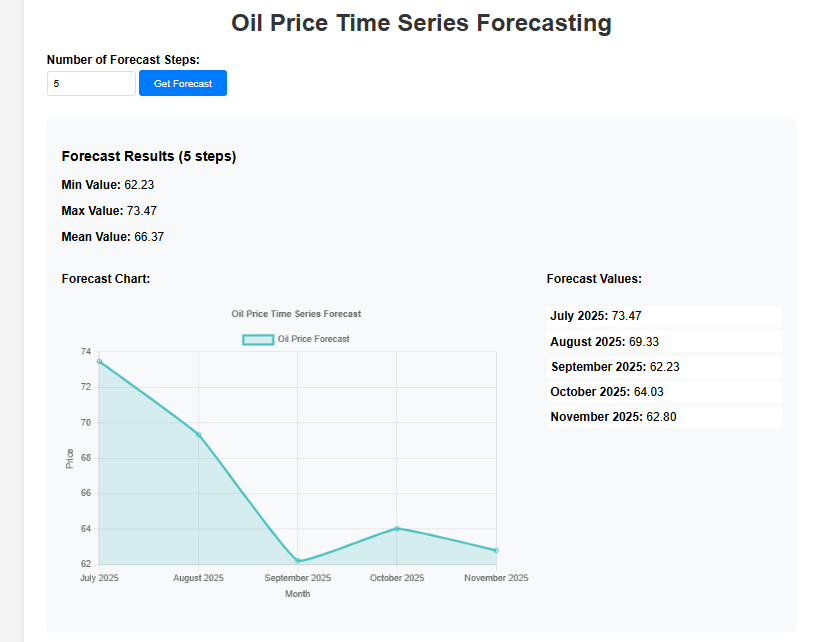 Oil Price Time Series Forecasting
Number of Forecast Steps:
5
Get Forecast
Forecast Results (5 steps)
Min Value: 62.23
Max Value: 73.47
Mean Value: 66.37
Forecast Chart:
Oil Price Time Series Forecast
Oil Price Forecast
74
72
70
68
66
64
62
Price
July 2025
August 2025
September 2025
October 2025
November 2025
Month
Forecast Values:
July 2025: 73.47
August 2025: 69.33
September 2025: 62.23
October 2025: 64.03
November 2025: 62.80